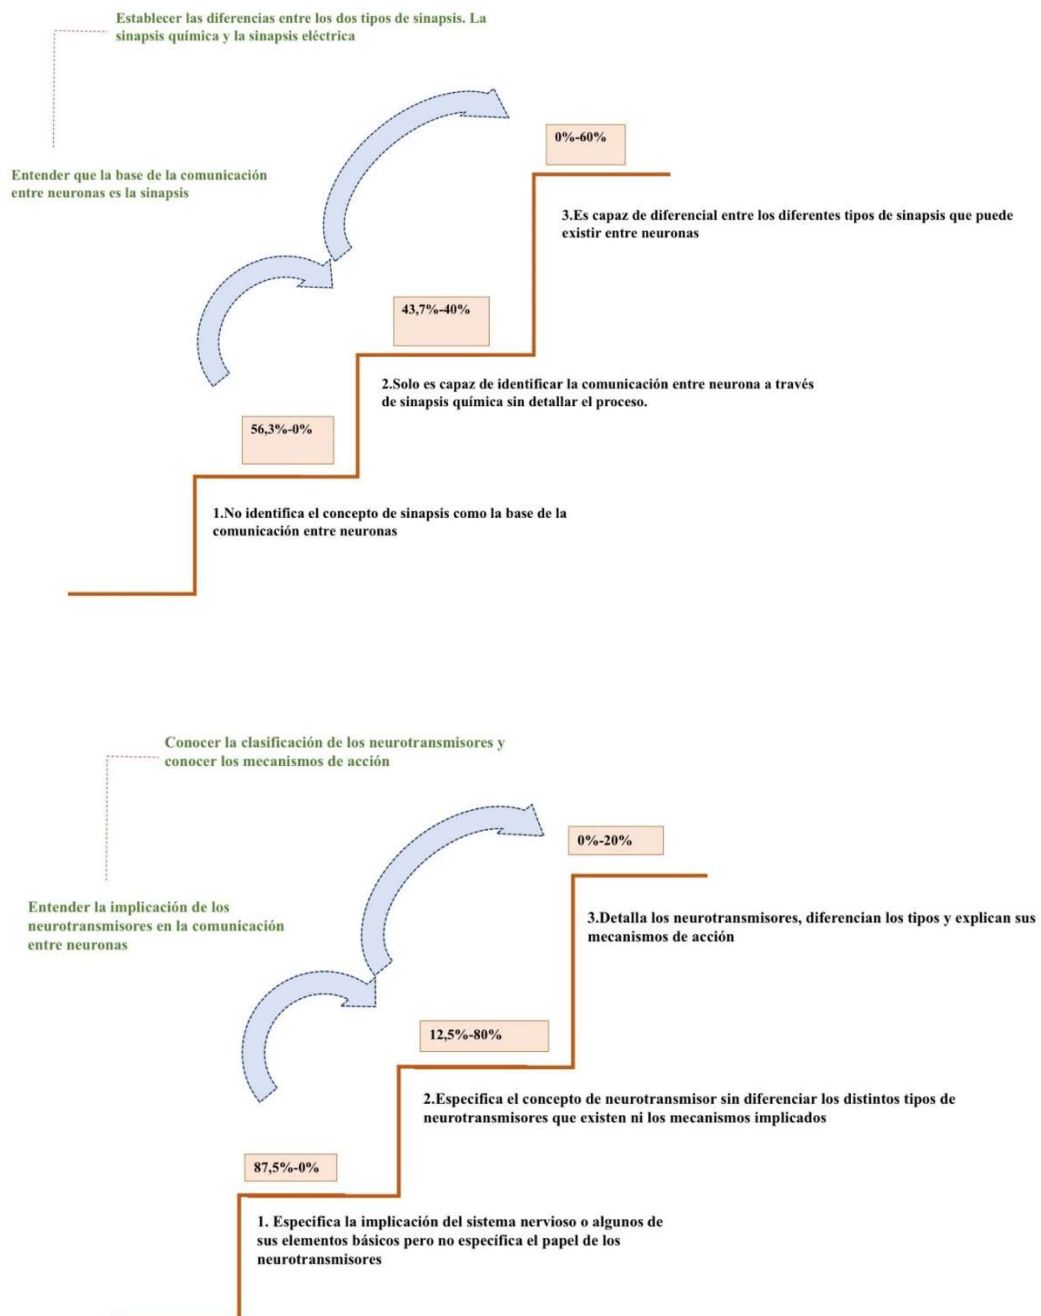 Establecer las diferencias entre los dos tipos de sinapsis. La
sinapsis química y la sinapsis eléctrica
0%-60%
Entender que la base de la comunicación
entre neuronas es la sinapsis
3.Es capaz de diferencial entre los diferentes tipos de sinapsis que puede
existir entre neuronas
43,7%-40%
2.Solo es capaz de identificar la comunicación entre neurona a través
de sinapsis química sin detallar el proceso.
56,3%-0%
1.No identifica el concepto de sinapsis como la base de la
comunicación entre neuronas
Conocer la clasificación de los neurotransmisores y
conocer los mecanismos de acción
0%-20%
Entender la implicación de los
neurotransmisores en la comunicación
entre neuronas
3.Detalla los neurotransmisores, diferencian los tipos y explican sus
mecanismos de acción
12,5%-80%
2.Especifica el concepto de neurotransmisor sin diferenciar los distintos tipos de
neurotransmisores que existen ni los mecanismos implicados
87,5%-0%
1. Especifica la implicación del sistema nervioso o algunos de
sus elementos básicos pero no específica el papel de los
neurotransmisores